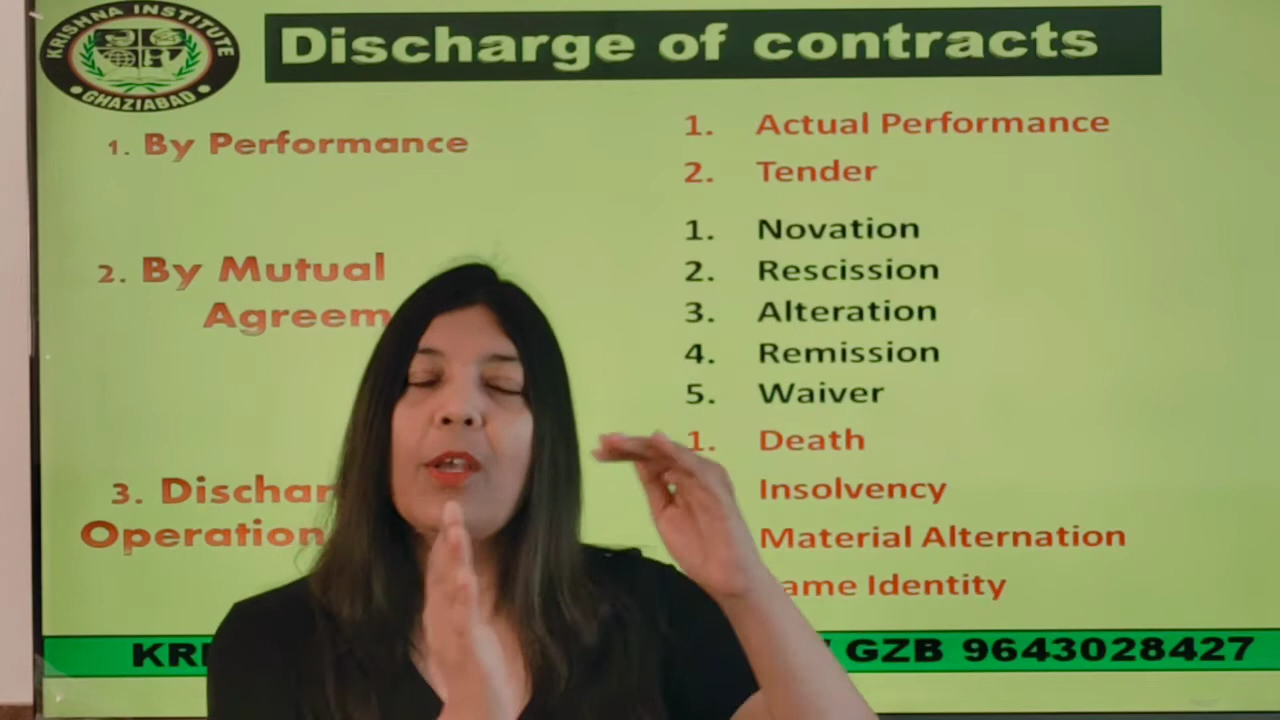 KRISHNA INSTITUTE
GHAZIABAD
Discharge of contracts
1. By Performance
1. Actual Performance
2. Tender
2. By Mutual
Agreem
1. Novation
2. Rescission
3. Alteration
4. Remission
5. Waiver
3. Dischar
Operation
1. Death
Insolvency
Material Alternation
ame Identity
KRI
GZB 9643028427